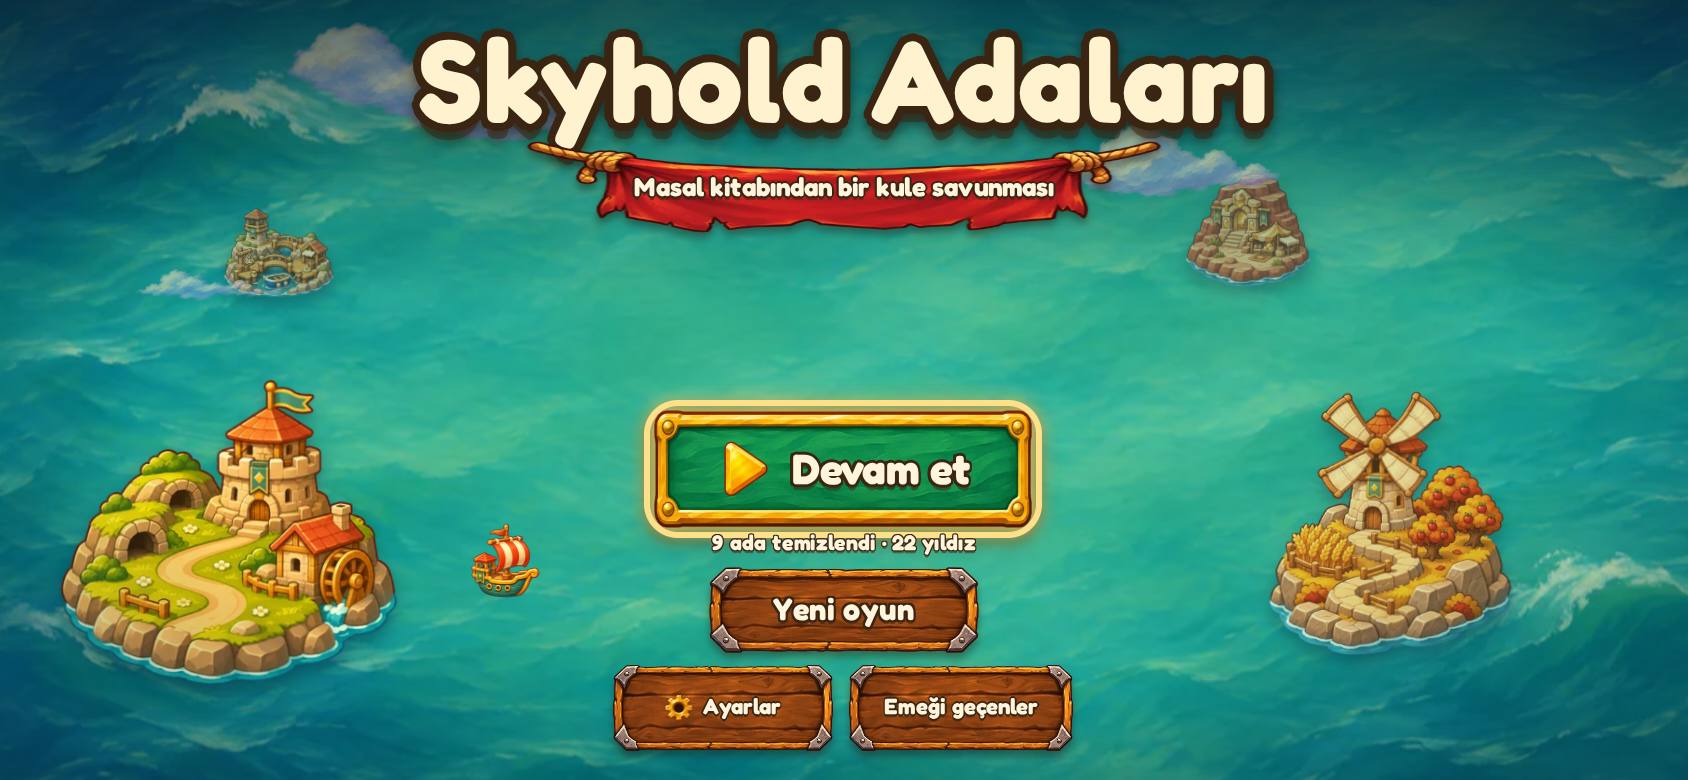 Skyhold Adaları
Masal kitabından bir kule savunması
Devam et
9 ada temizlendi · 22 yıldız
Yeni oyun
Ayarlar
Emeği geçenler